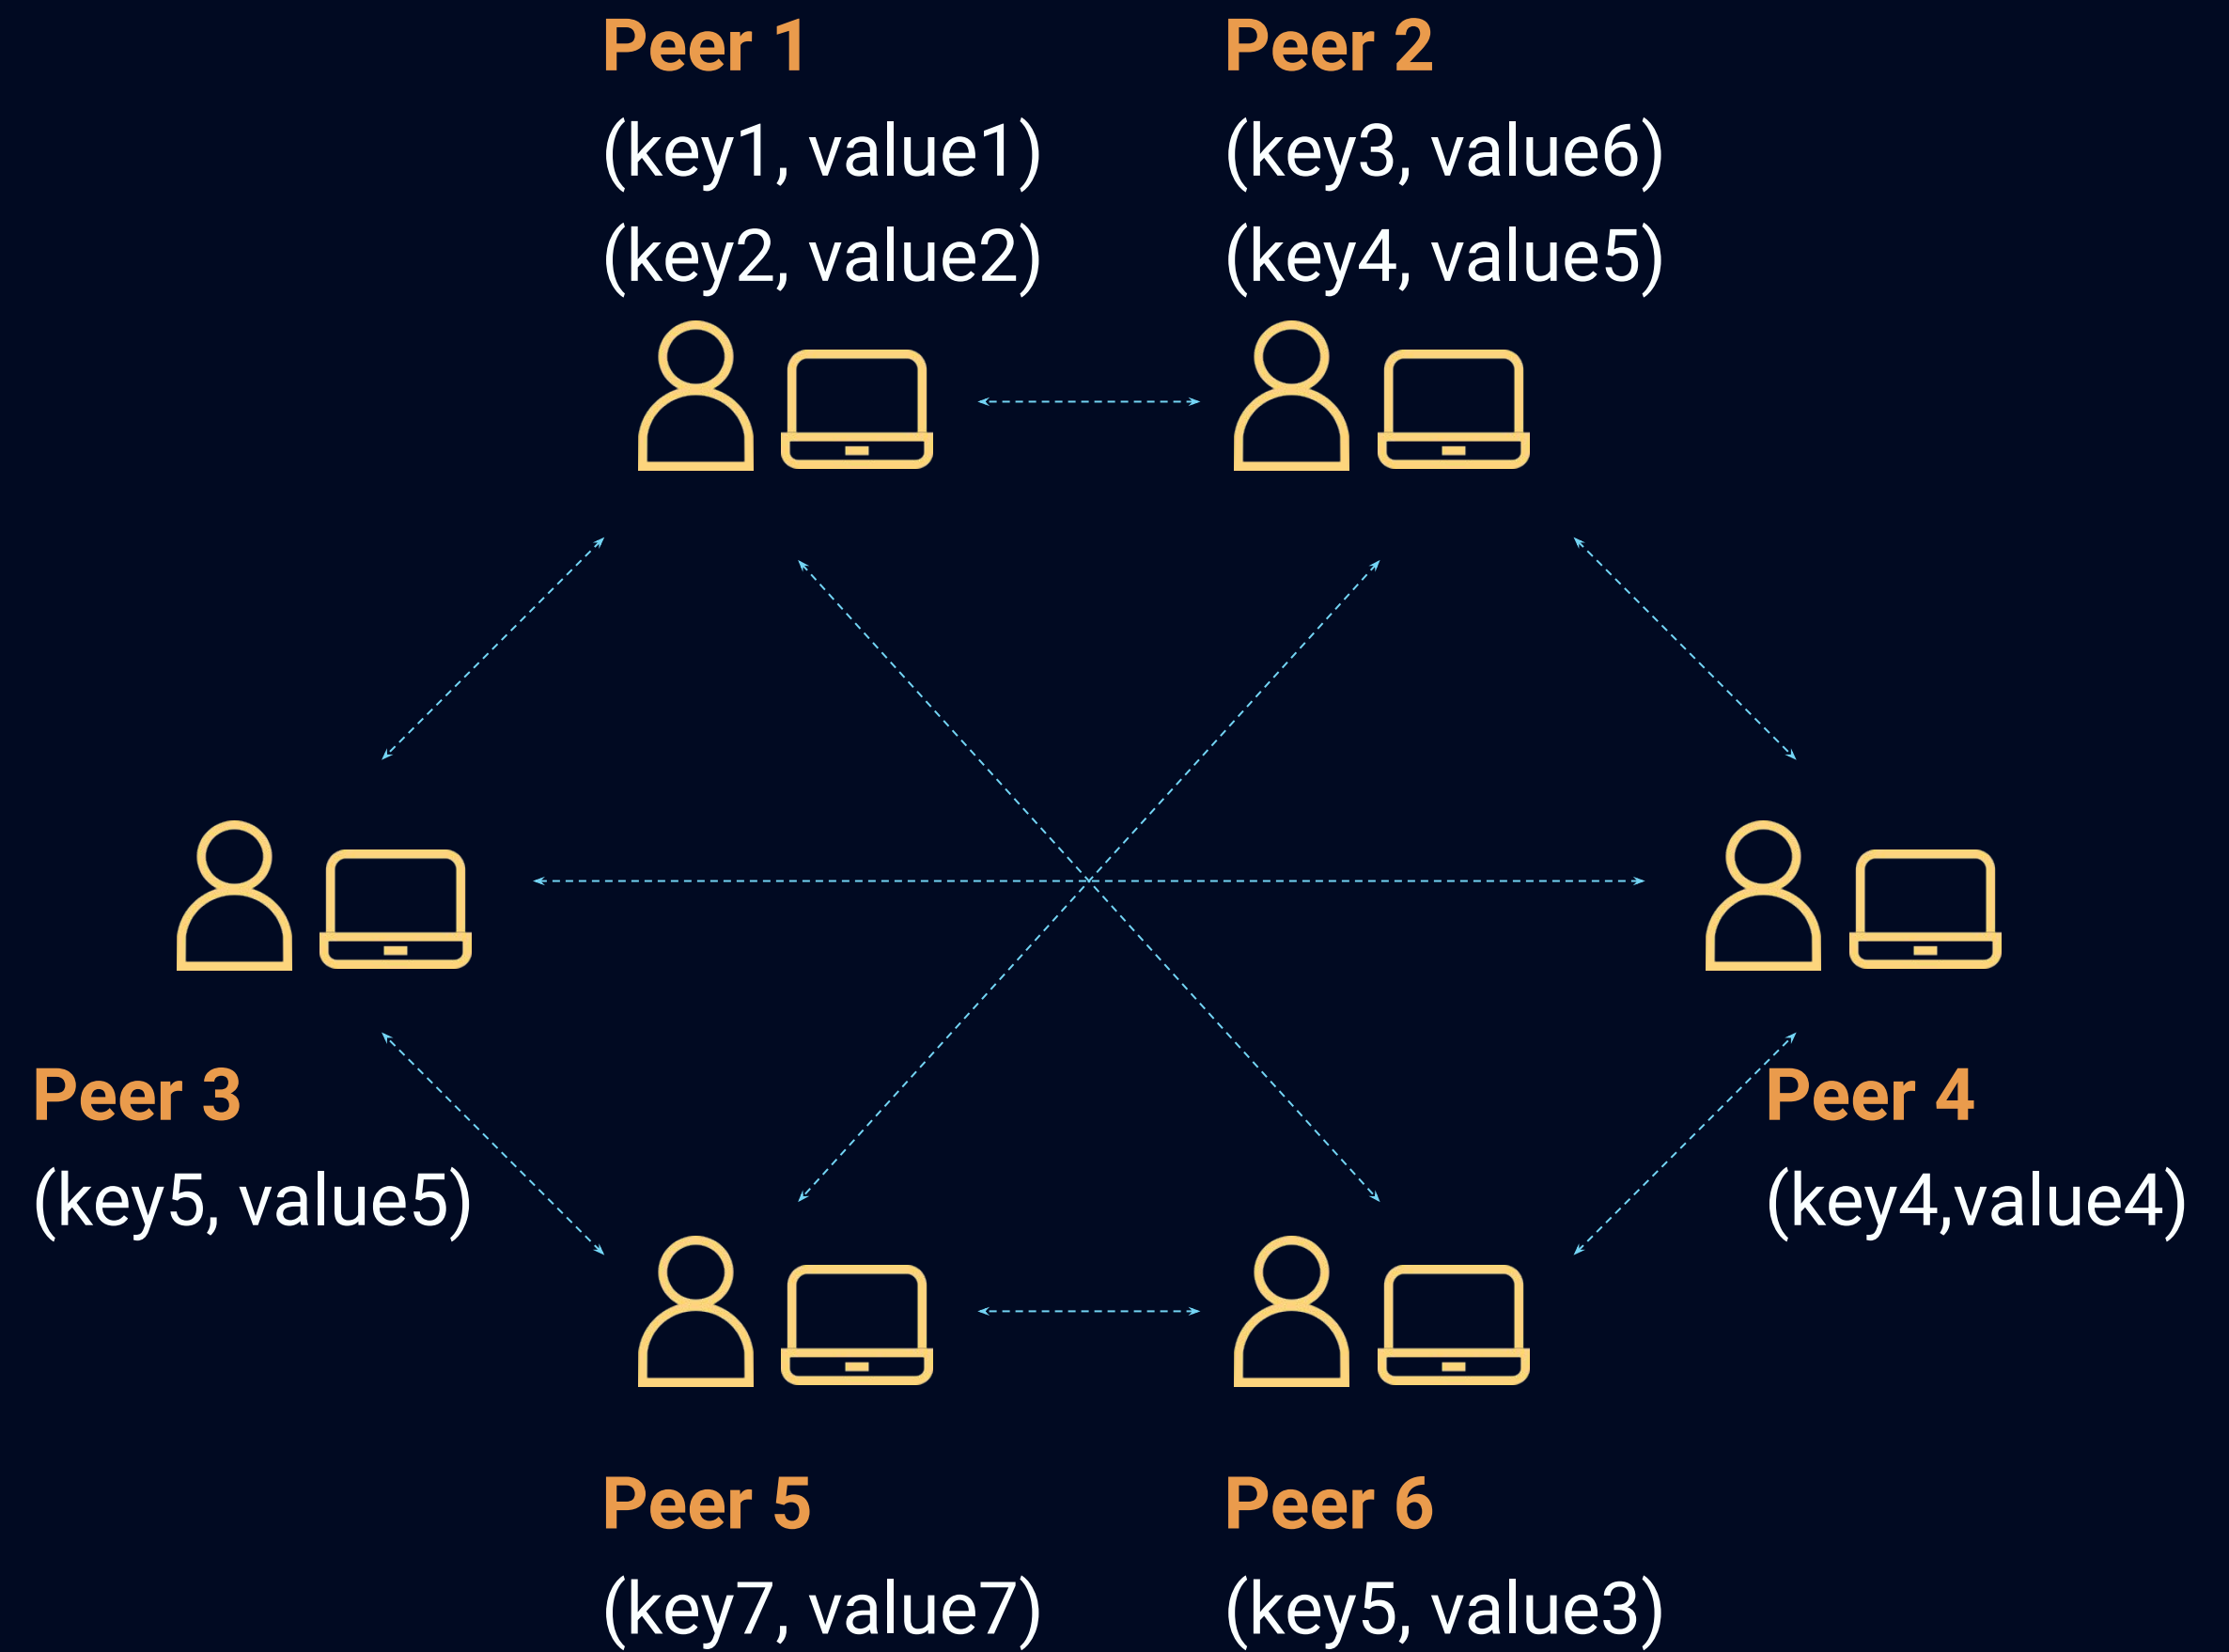 Peer 1
(key1, value1)
(key2, value2)
Peer 2
(key3, value6)
(key4, value5)
Peer 3
(key5, value5)
Peer 4
(key4,value4)
Peer 5
(key7, value7)
Peer 6
(key5, value3)